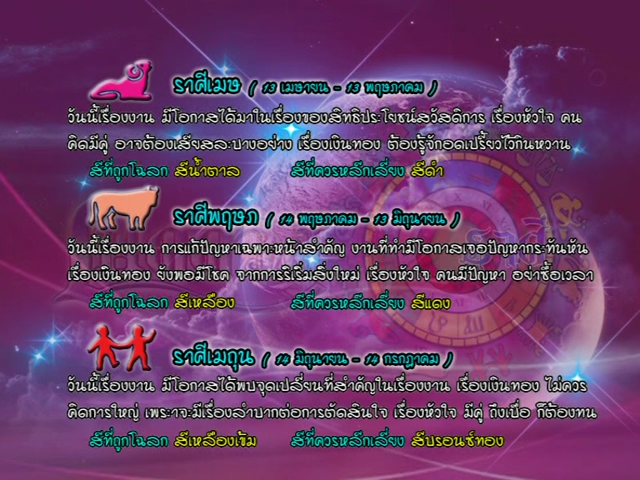 ราศีเมษ ( 13 เมษายน - 13 พฤษภาคม )
วันนี้เรื่องงาน มีโอกาสได้มาในเรื่องของสิทธิประโยชน์สวัสดิการ เรื่องหัวใจ คน
คิดมีคู่ อาจต้องเสียสละบางอย่าง เรื่องเงินทอง ต้องรู้จักอดเปรี้ยวไว้กินหวาน
สีที่ถูกโฉลก สีน้ำตาล สีที่ควรหลีกเลี่ยง สีดำ
ราศีพฤษภ ( 14 พฤษภาคม - 13 มิถุนายน )
วันนี้เรื่องงาน การแก้ปัญหาเฉพาะหน้าสำคัญ งานที่ทำมีโอกาสเจอปัญหากระทันหัน
เรื่องเงินทอง ยังพอมีโชค จากการริเริ่มสิ่งใหม่ เรื่องหัวใจ คนมีปัญหา อย่าซื้อเวลา
สีที่ถูกโฉลก สีเหลือง สีที่ควรหลีกเลี่ยง สีแดง
ราศีเมถุน ( 14 มิถุนายน - 14 กรกฎาคม )
วันนี้เรื่องงาน มีโอกาสได้พบจุดเปลี่ยนที่สำคัญในเรื่องงาน เรื่องเงินทอง ไม่ควร
คิดการใหญ่ เพราะจะมีเรื่องลำบากต่อการตัดสินใจ เรื่องหัวใจ มีคู่ ถึงเบื่อ ก็ต้องทน
สีที่ถูกโฉลก สีเหลืองเข้ม สีที่ควรหลีกเลี่ยง สีบรอนซ์ทอง